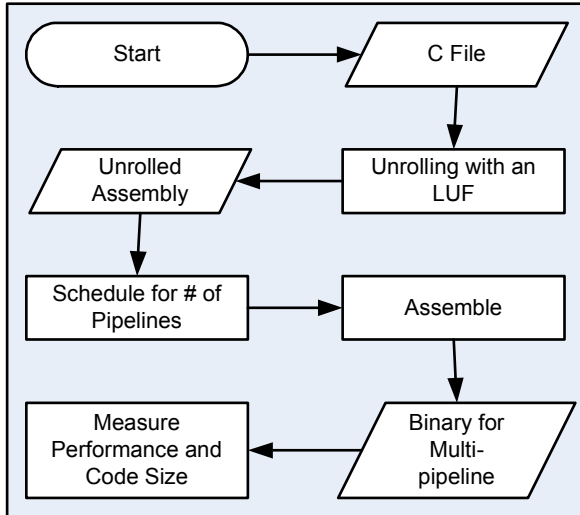 Start
C File
Unrolling with an
LUF
Unrolled
Assembly
Schedule for # of
Pipelines
Assemble
Binary for
Multi-
pipeline
Measure
Performance and
Code Size